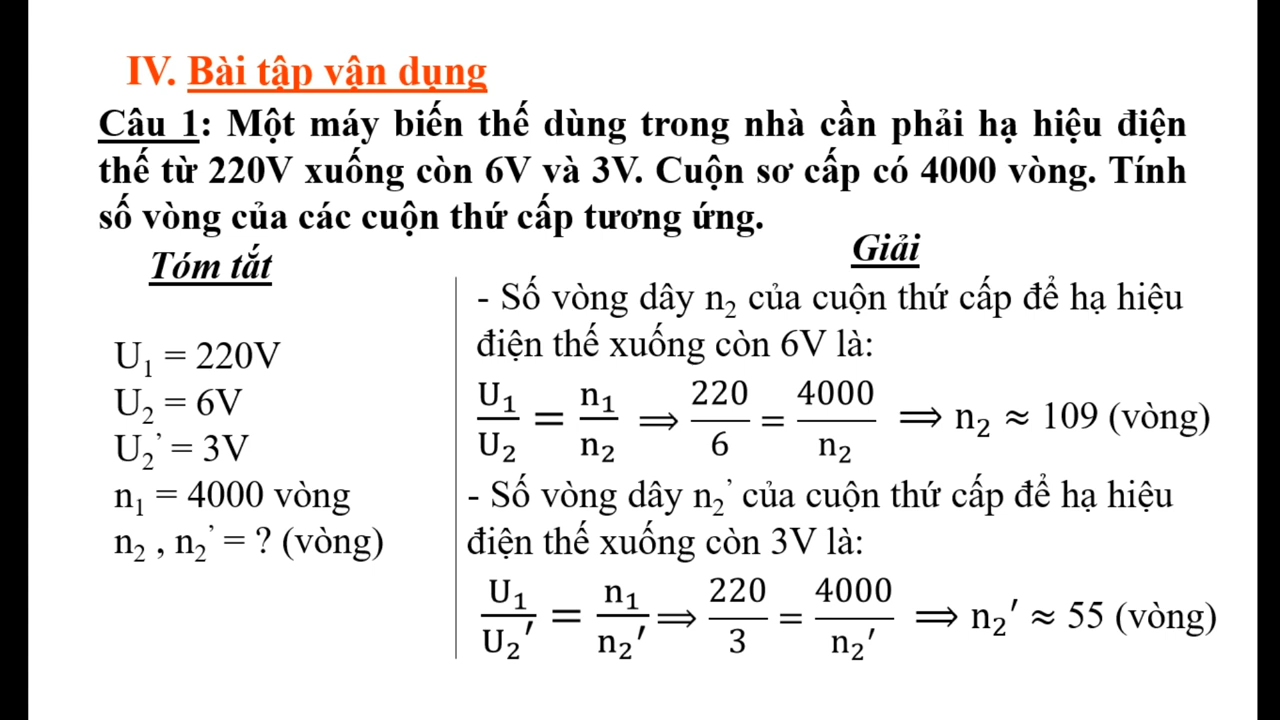 IV. Bài tập vận dụng
Câu 1: Một máy biến thế dùng trong nhà cần phải hạ hiệu điện
thế từ 220V xuống còn 6V và 3V. Cuộn sơ cấp có 4000 vòng. Tính
số vòng của các cuộn thứ cấp tương ứng.
Tóm tắt
U₁ = 220V
U₂ = 6V
U₂’ = 3V
n₁ = 4000 vòng
n₂ , n₂’ = ? (vòng)
Giải
- Số vòng dây n₂ của cuộn thứ cấp để hạ hiệu
điện thế xuống còn 6V là:
U₁/U₂ = n₁/n₂ ⟹ 220/6 = 4000/n₂ ⟹ n₂ ≈ 109 (vòng)
- Số vòng dây n₂’ của cuộn thứ cấp để hạ hiệu
điện thế xuống còn 3V là:
U₁/U₂′ = n₁/n₂′ ⟹ 220/3 = 4000/n₂′ ⟹ n₂′ ≈ 55 (vòng)